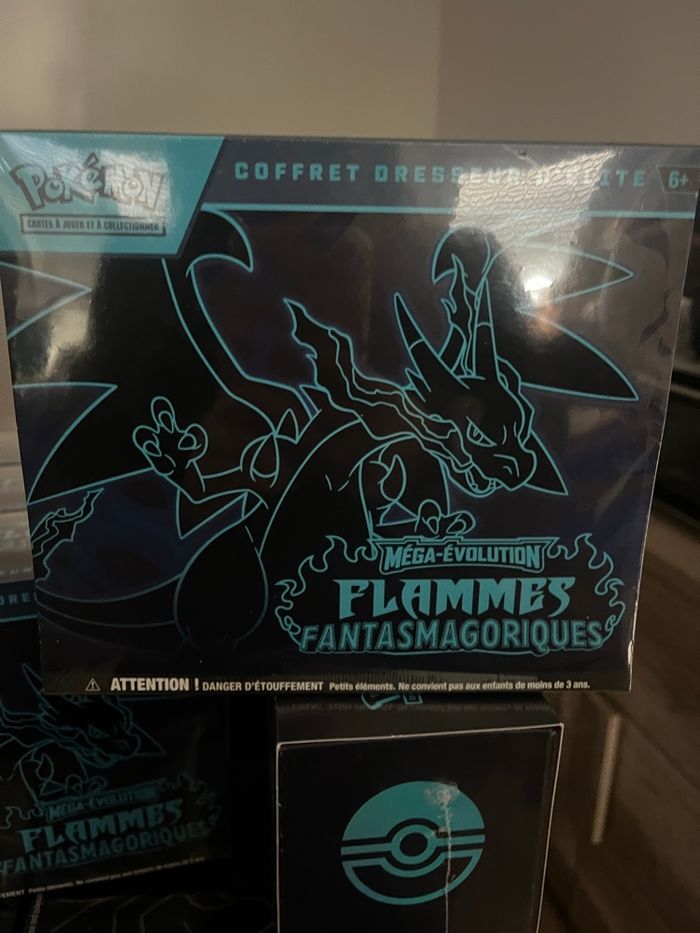 POKéMON
CARTES À JOUER ET À COLLECTIONNER
COFFRET DRESSEUR D'ÉLITE
6+
MÉGA-ÉVOLUTION
FLAMMES
FANTASMAGORIQUES
ATTENTION ! DANGER D'ÉTOUFFEMENT Petits éléments. Ne convient pas aux enfants de moins de 3 ans.
MÉGA-ÉVOLUTION
FLAMMES
FANTASMAGORIQUES